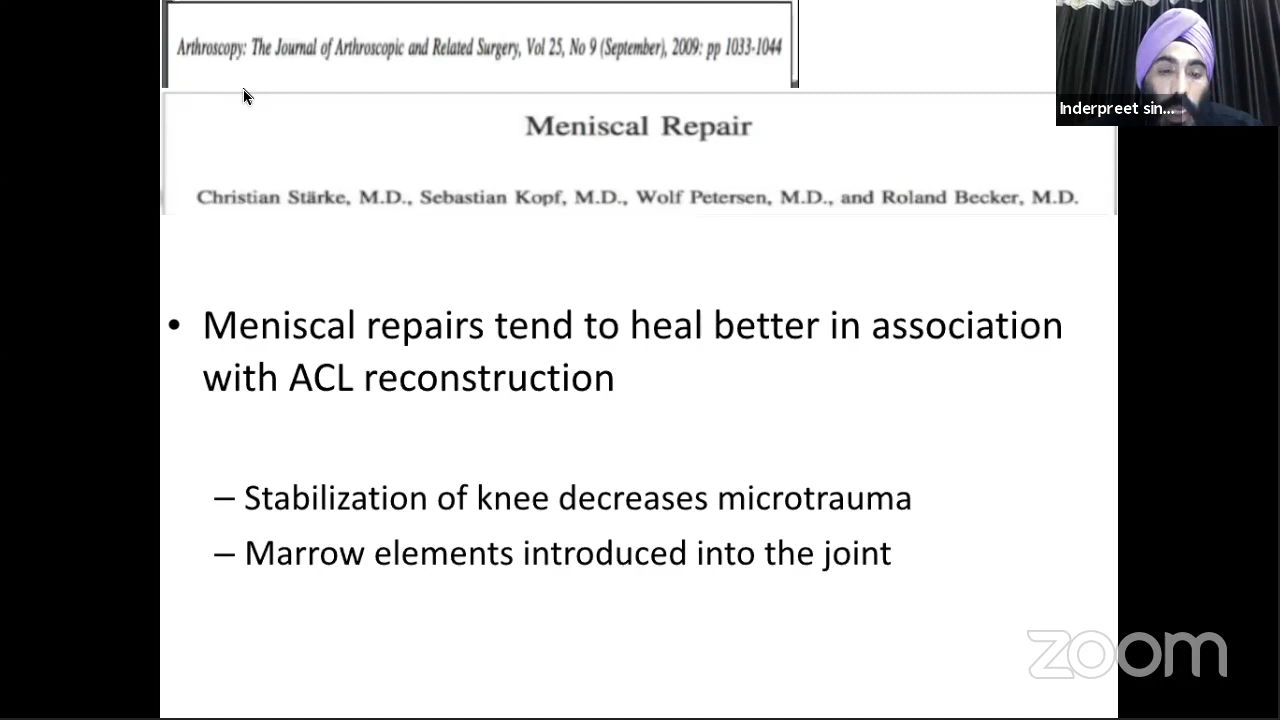 Arthroscopy: The Journal of Arthroscopic and Related Surgery, Vol 25, No 9 (September), 2009: pp 1033-1044
Inderpreet sin...
Meniscal Repair
Christian Stärke, M.D., Sebastian Kopf, M.D., Wolf Petersen, M.D., and Roland Becker, M.D.
• Meniscal repairs tend to heal better in association
with ACL reconstruction
– Stabilization of knee decreases microtrauma
– Marrow elements introduced into the joint
zoom